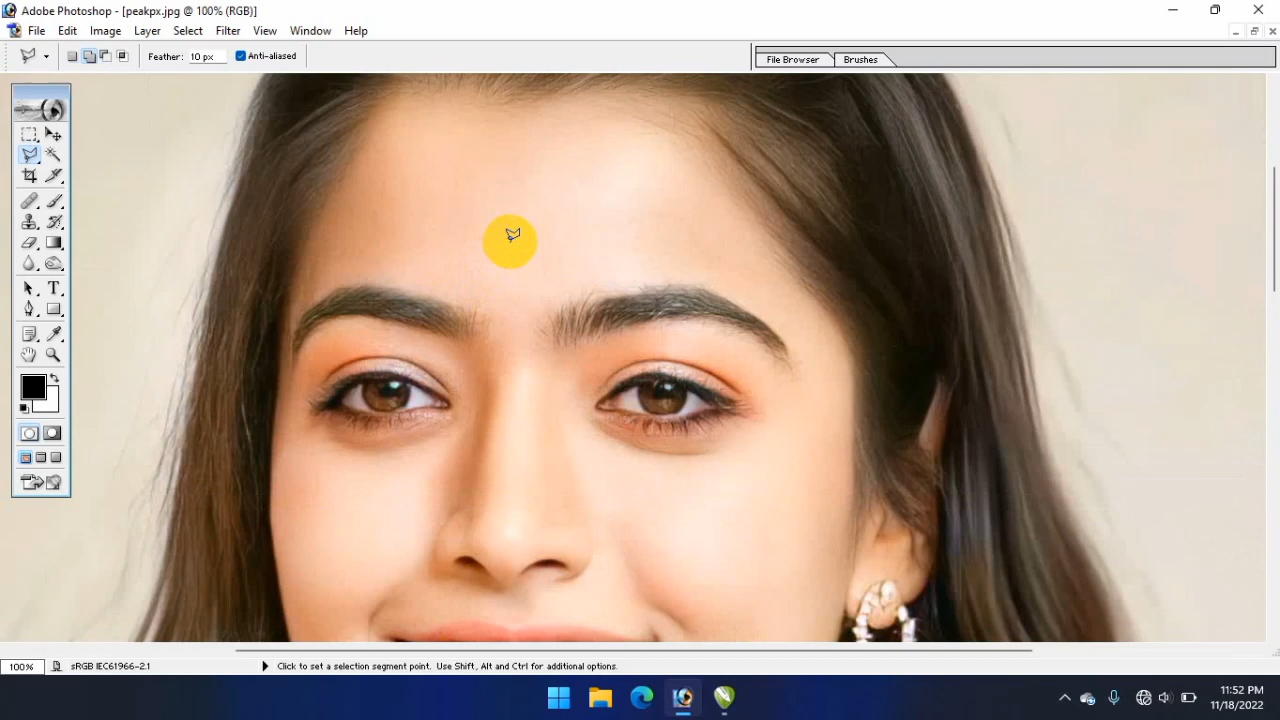 Adobe Photoshop - [peakpx.jpg @ 100% (RGB)]
File Edit Image Layer Select Filter View Window Help
Feather: 10 px Anti-aliased
File Browser Brushes
T
100% sRGB IEC61966-2.1 Click to set a selection segment point. Use Shift, Alt and Ctrl for additional options.
11:52 PM
11/18/2022